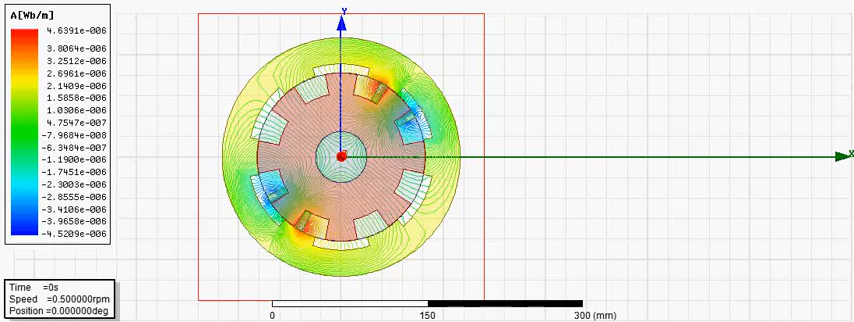 A[Wb/m]
4.6391e-006
3.8064e-006
3.2512e-006
2.6961e-006
2.1409e-006
1.5858e-006
1.0306e-006
4.7547e-007
-7.9684e-008
-6.3484e-007
-1.1900e-006
-1.7451e-006
-2.3003e-006
-2.8555e-006
-3.4106e-006
-3.9658e-006
-4.5209e-006
Y
X
Time =0s
Speed =0.500000rpm
Position =0.000000deg
0 150 300 (mm)